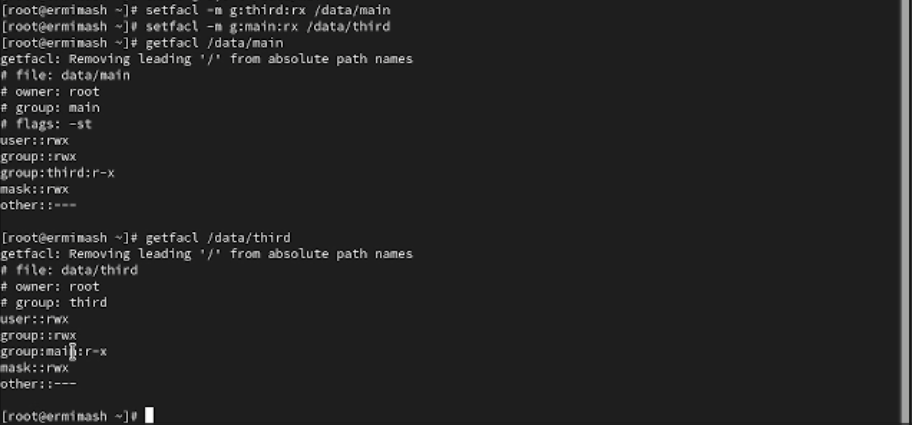 [root@ermimash ~]# setfacl -m g:third:rx /data/main
[root@ermimash ~]# setfacl -m g:main:rx /data/third
[root@ermimash ~]# getfacl /data/main
getfacl: Removing leading '/' from absolute path names
# file: data/main
# owner: root
# group: main
# flags: -st
user::rwx
group::rwx
group:third:r-x
mask::rwx
other::---
[root@ermimash ~]# getfacl /data/third
getfacl: Removing leading '/' from absolute path names
# file: data/third
# owner: root
# group: third
user::rwx
group::rwx
group:main:r-x
mask::rwx
other::---
[root@ermimash ~]#